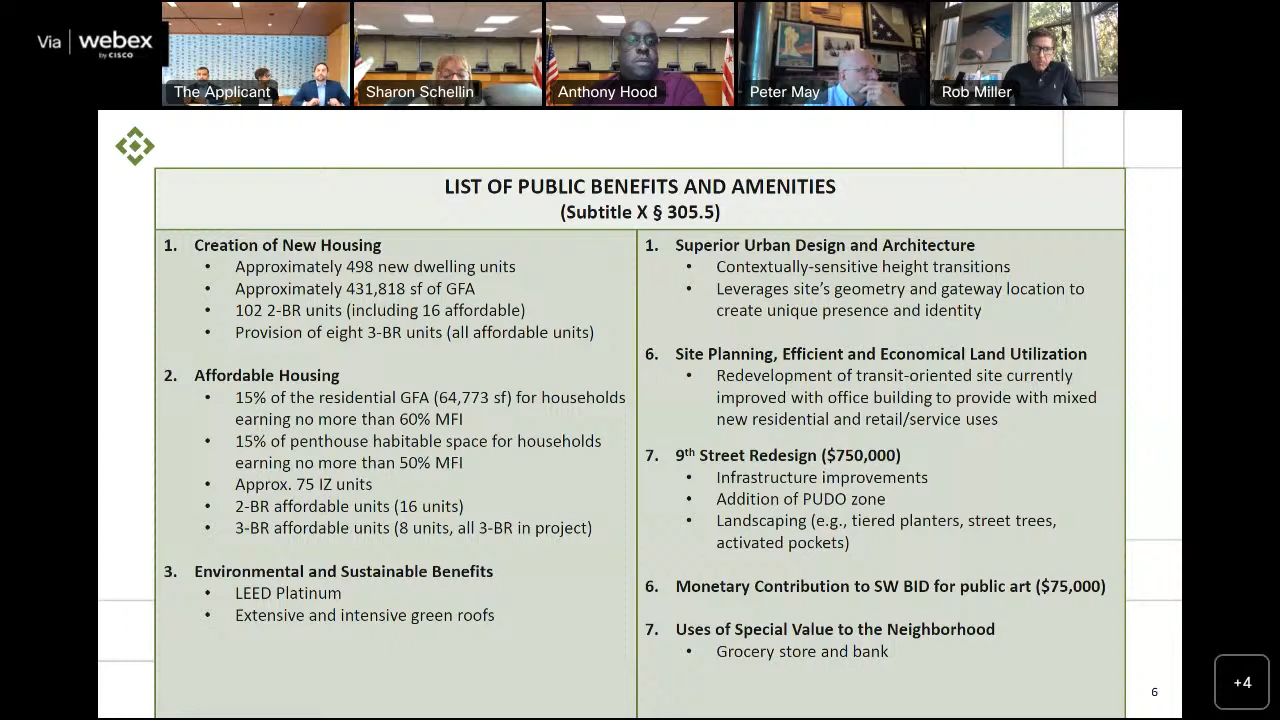 Via | webex
by CISCO
The Applicant
Sharon Schellin
Anthony Hood
Peter May
Rob Miller
LIST OF PUBLIC BENEFITS AND AMENITIES
(Subtitle X § 305.5)
1. Creation of New Housing
• Approximately 498 new dwelling units
• Approximately 431,818 sf of GFA
• 102 2-BR units (including 16 affordable)
• Provision of eight 3-BR units (all affordable units)
2. Affordable Housing
• 15% of the residential GFA (64,773 sf) for households
earning no more than 60% MFI
• 15% of penthouse habitable space for households
earning no more than 50% MFI
• Approx. 75 IZ units
• 2-BR affordable units (16 units)
• 3-BR affordable units (8 units, all 3-BR in project)
3. Environmental and Sustainable Benefits
• LEED Platinum
• Extensive and intensive green roofs
1. Superior Urban Design and Architecture
• Contextually-sensitive height transitions
• Leverages site's geometry and gateway location to
create unique presence and identity
6. Site Planning, Efficient and Economical Land Utilization
• Redevelopment of transit-oriented site currently
improved with office building to provide with mixed
new residential and retail/service uses
7. 9th Street Redesign ($750,000)
• Infrastructure improvements
• Addition of PUDO zone
• Landscaping (e.g., tiered planters, street trees,
activated pockets)
6. Monetary Contribution to SW BID for public art ($75,000)
7. Uses of Special Value to the Neighborhood
• Grocery store and bank
6
+4